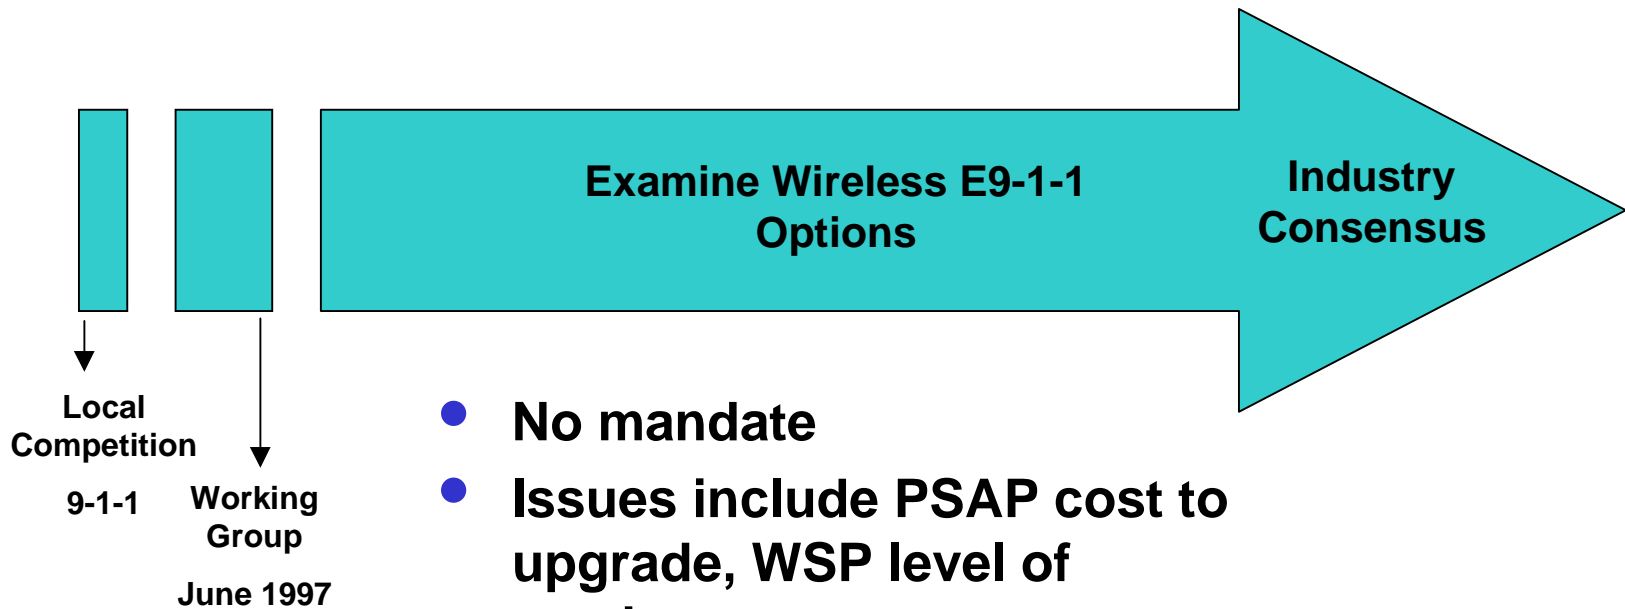 Examine Wireless E9-1-1
Options
Industry
Consensus
Local
Competition
9-1-1
Working
Group
June 1997
No mandate
Issues include PSAP cost to
upgrade, WSP level of